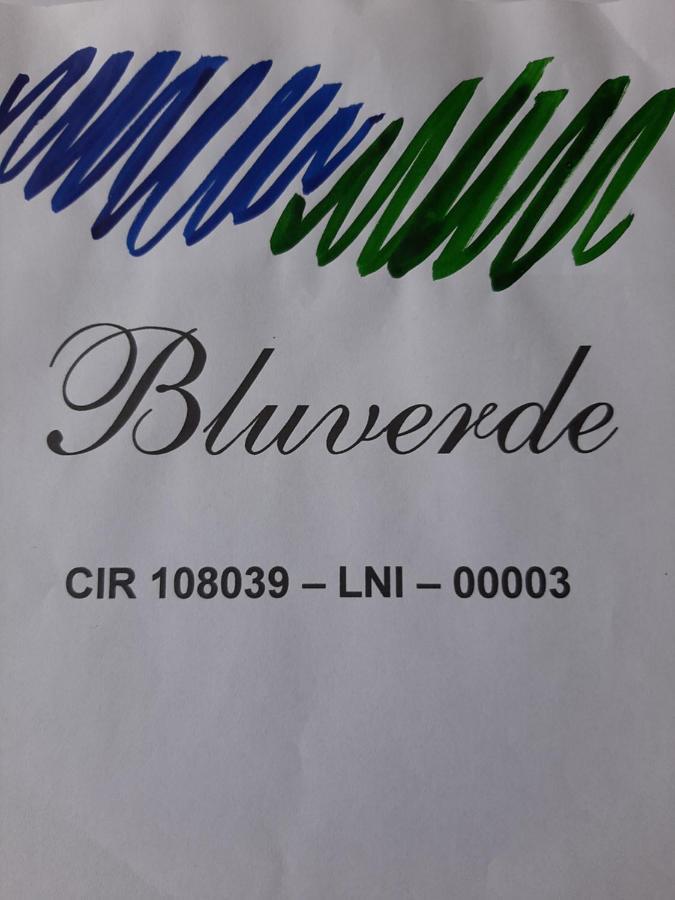 Bluverde
CIR 108039 – LNI – 00003